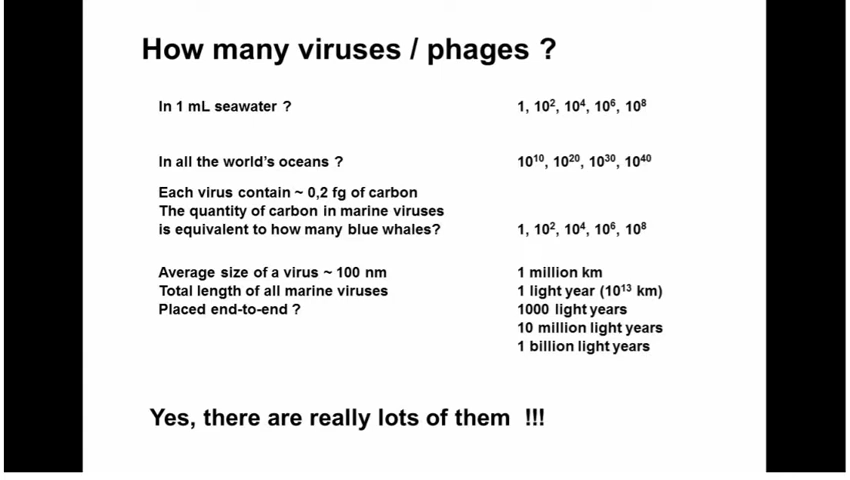 How many viruses / phages ?
In 1 mL seawater ? 1, 10², 10⁴, 10⁶, 10⁸
In all the world's oceans ? 10¹⁰, 10²⁰, 10³⁰, 10⁴⁰
Each virus contain ~ 0,2 fg of carbon
The quantity of carbon in marine viruses
is equivalent to how many blue whales? 1, 10², 10⁴, 10⁶, 10⁸
Average size of a virus ~ 100 nm 1 million km
Total length of all marine viruses 1 light year (10¹³ km)
Placed end-to-end ? 1000 light years
10 million light years
1 billion light years
Yes, there are really lots of them !!!